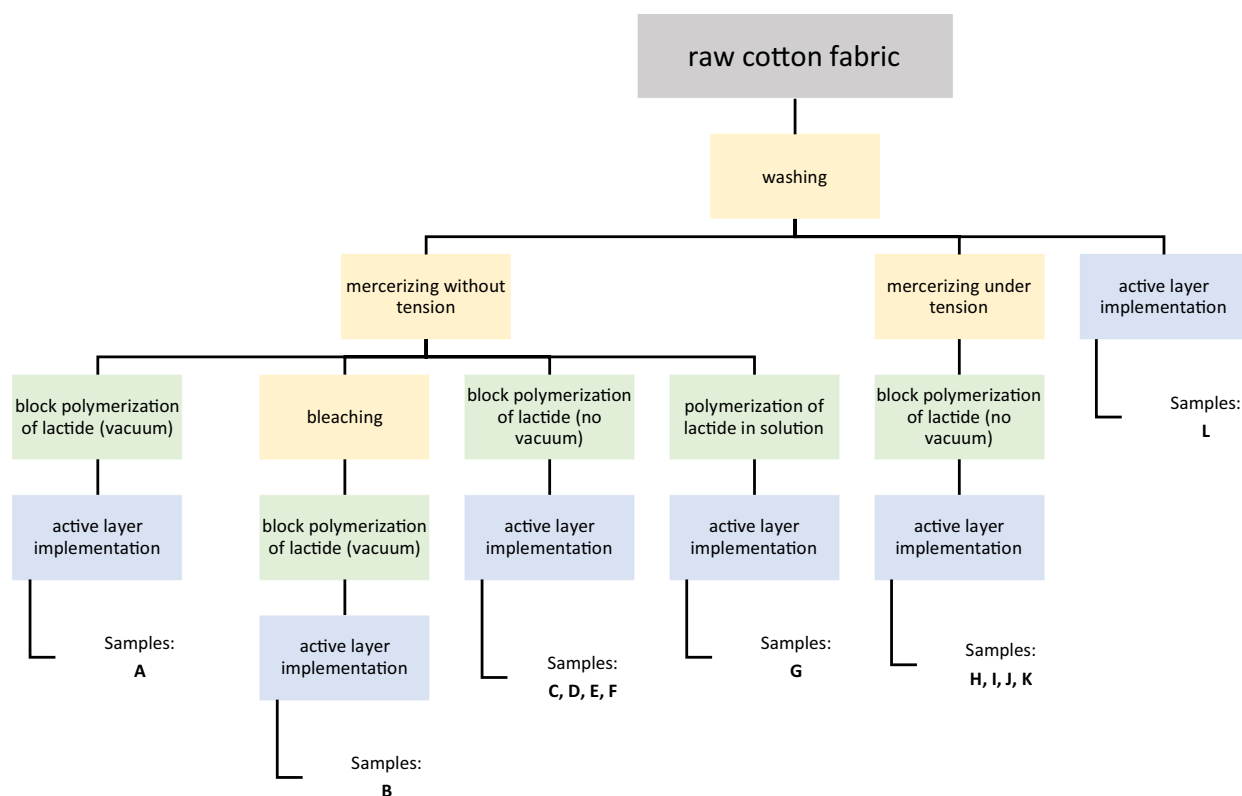 raw cotton fabric
washing
mercerizing without
tension
mercerizing under
tension
active layer
implementation
block polymerization
of lactide (vacuum)
bleaching
block polymerization
of lactide (no
vacuum)
polymerization of
lactide in solution
block polymerization
of lactide (no
vacuum)
Samples:
L
active layer
implementation
block polymerization
of lactide (vacuum)
active layer
implementation
active layer
implementation
active layer
implementation
Samples:
A
active layer
implementation
Samples:
C, D, E, F
Samples:
G
Samples:
H, I, J, K
Samples:
B